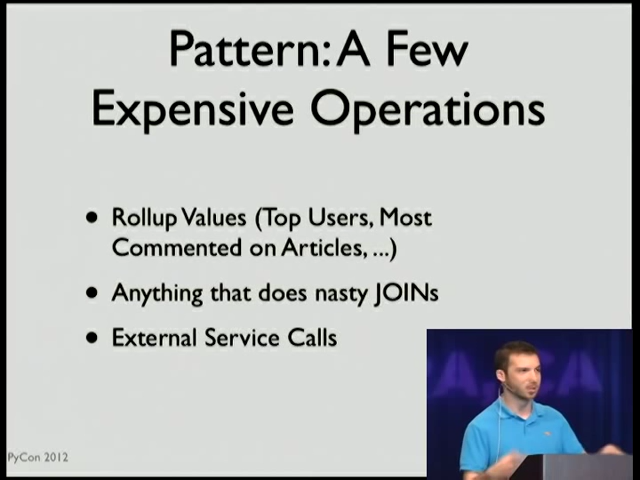 Pattern: A Few
Expensive Operations
• Rollup Values (Top Users, Most
Commented on Articles, ...)
• Anything that does nasty JOINs
• External Service Calls
PyCon 2012